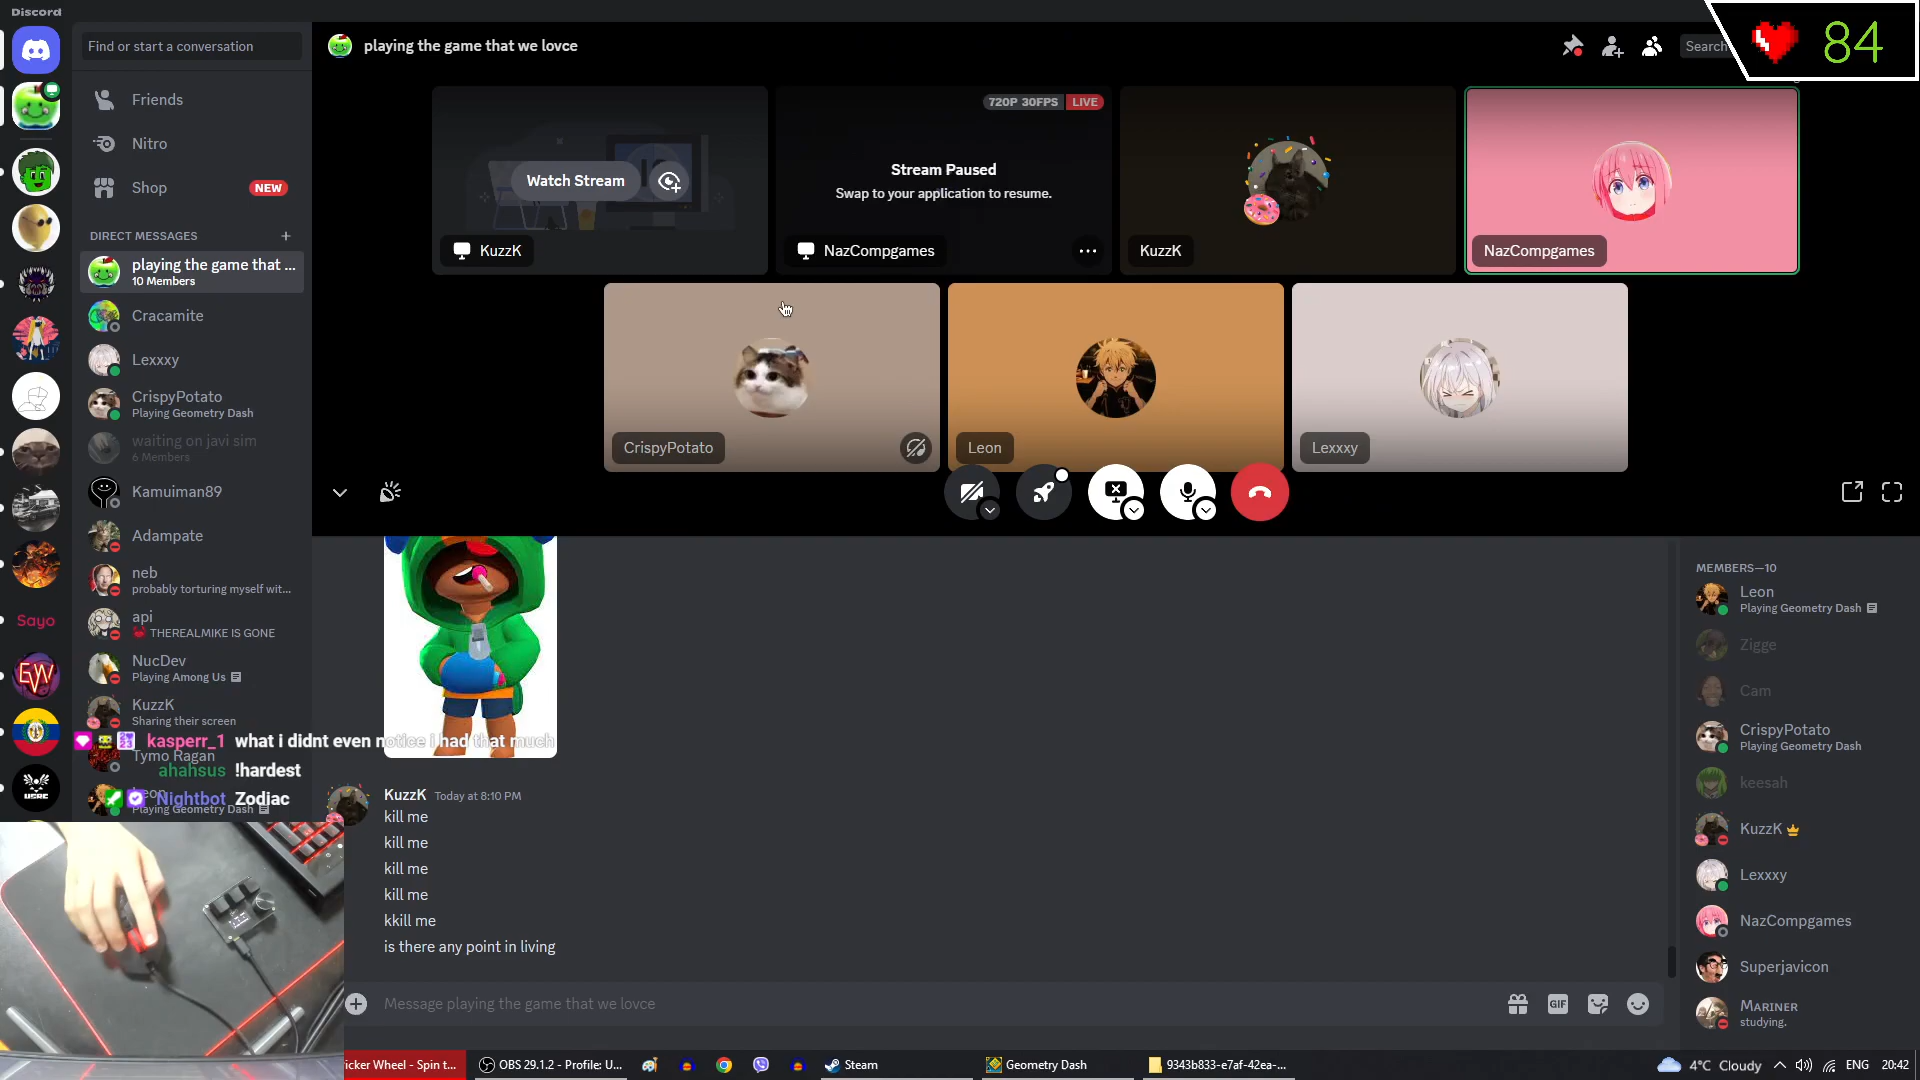 Discord
Find or start a conversation
Friends
Nitro
Shop
NEW
DIRECT MESSAGES
playing the game that ...
10 Members
Cracamite
Lexxxy
CrispyPotato
Playing Geometry Dash
waiting on javi sim
6 Members
Kamuiman89
Adampate
neb
probably torturing myself wit...
api
THEREALMIKE IS GONE
NucDev
Playing Among Us
KuzzK
Sharing their screen
kasperr_1 what i didnt even notice i had that much
Tymo Ragan
ahahsus !hardest
Nightbot Zodiac
Playing Geometry Dash
Sayo
EW
playing the game that we lovce
Search
84
Watch Stream
KuzzK
720P 30FPS LIVE
Stream Paused
Swap to your application to resume.
NazCompgames
KuzzK
NazCompgames
CrispyPotato
Leon
Lexxxy
KuzzK Today at 8:10 PM
kill me
kill me
kill me
kill me
kkill me
is there any point in living
Message playing the game that we lovce
GIF
MEMBERS—10
Leon
Playing Geometry Dash
Zigge
Cam
CrispyPotato
Playing Geometry Dash
keesah
KuzzK
Lexxxy
NazCompgames
Superjavicon
MARINER
studying.
icker Wheel - Spin t...
OBS 29.1.2 - Profile: U...
Steam
Geometry Dash
9343b833-e7af-42ea-...
4°C Cloudy
ENG
20:42